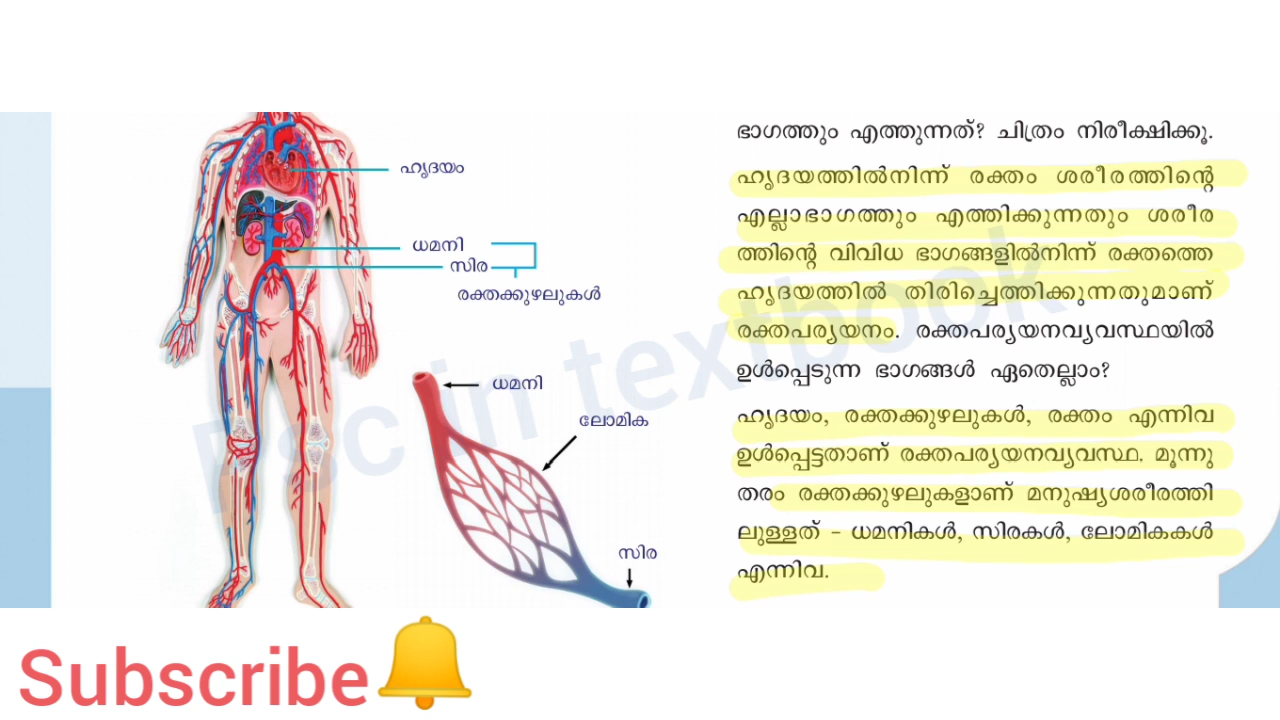 ഹൃദയം
ധമനി
സിര
രക്തക്കുഴലുകൾ
ധമനി
ലോമിക
സിര
ഭാഗത്തും എത്തുന്നത്? ചിത്രം നിരീക്ഷിക്കൂ.
ഹൃദയത്തിൽനിന്ന് രക്തം ശരീരത്തിന്റെ
എല്ലാഭാഗത്തും എത്തിക്കുന്നതും ശരീര
ത്തിന്റെ വിവിധ ഭാഗങ്ങളിൽനിന്ന് രക്തത്തെ
ഹൃദയത്തിൽ തിരിച്ചെത്തിക്കുന്നതുമാണ്
രക്തപര്യയനം. രക്തപര്യയനവ്യവസ്ഥയിൽ
ഉൾപ്പെടുന്ന ഭാഗങ്ങൾ ഏതെല്ലാം?
ഹൃദയം, രക്തക്കുഴലുകൾ, രക്തം എന്നിവ
ഉൾപ്പെട്ടതാണ് രക്തപര്യയനവ്യവസ്ഥ. മൂന്നു
തരം രക്തക്കുഴലുകളാണ് മനുഷ്യശരീരത്തി
ലുള്ളത് – ധമനികൾ, സിരകൾ, ലോമികകൾ
എന്നിവ.
Psc in textbook
Subscribe